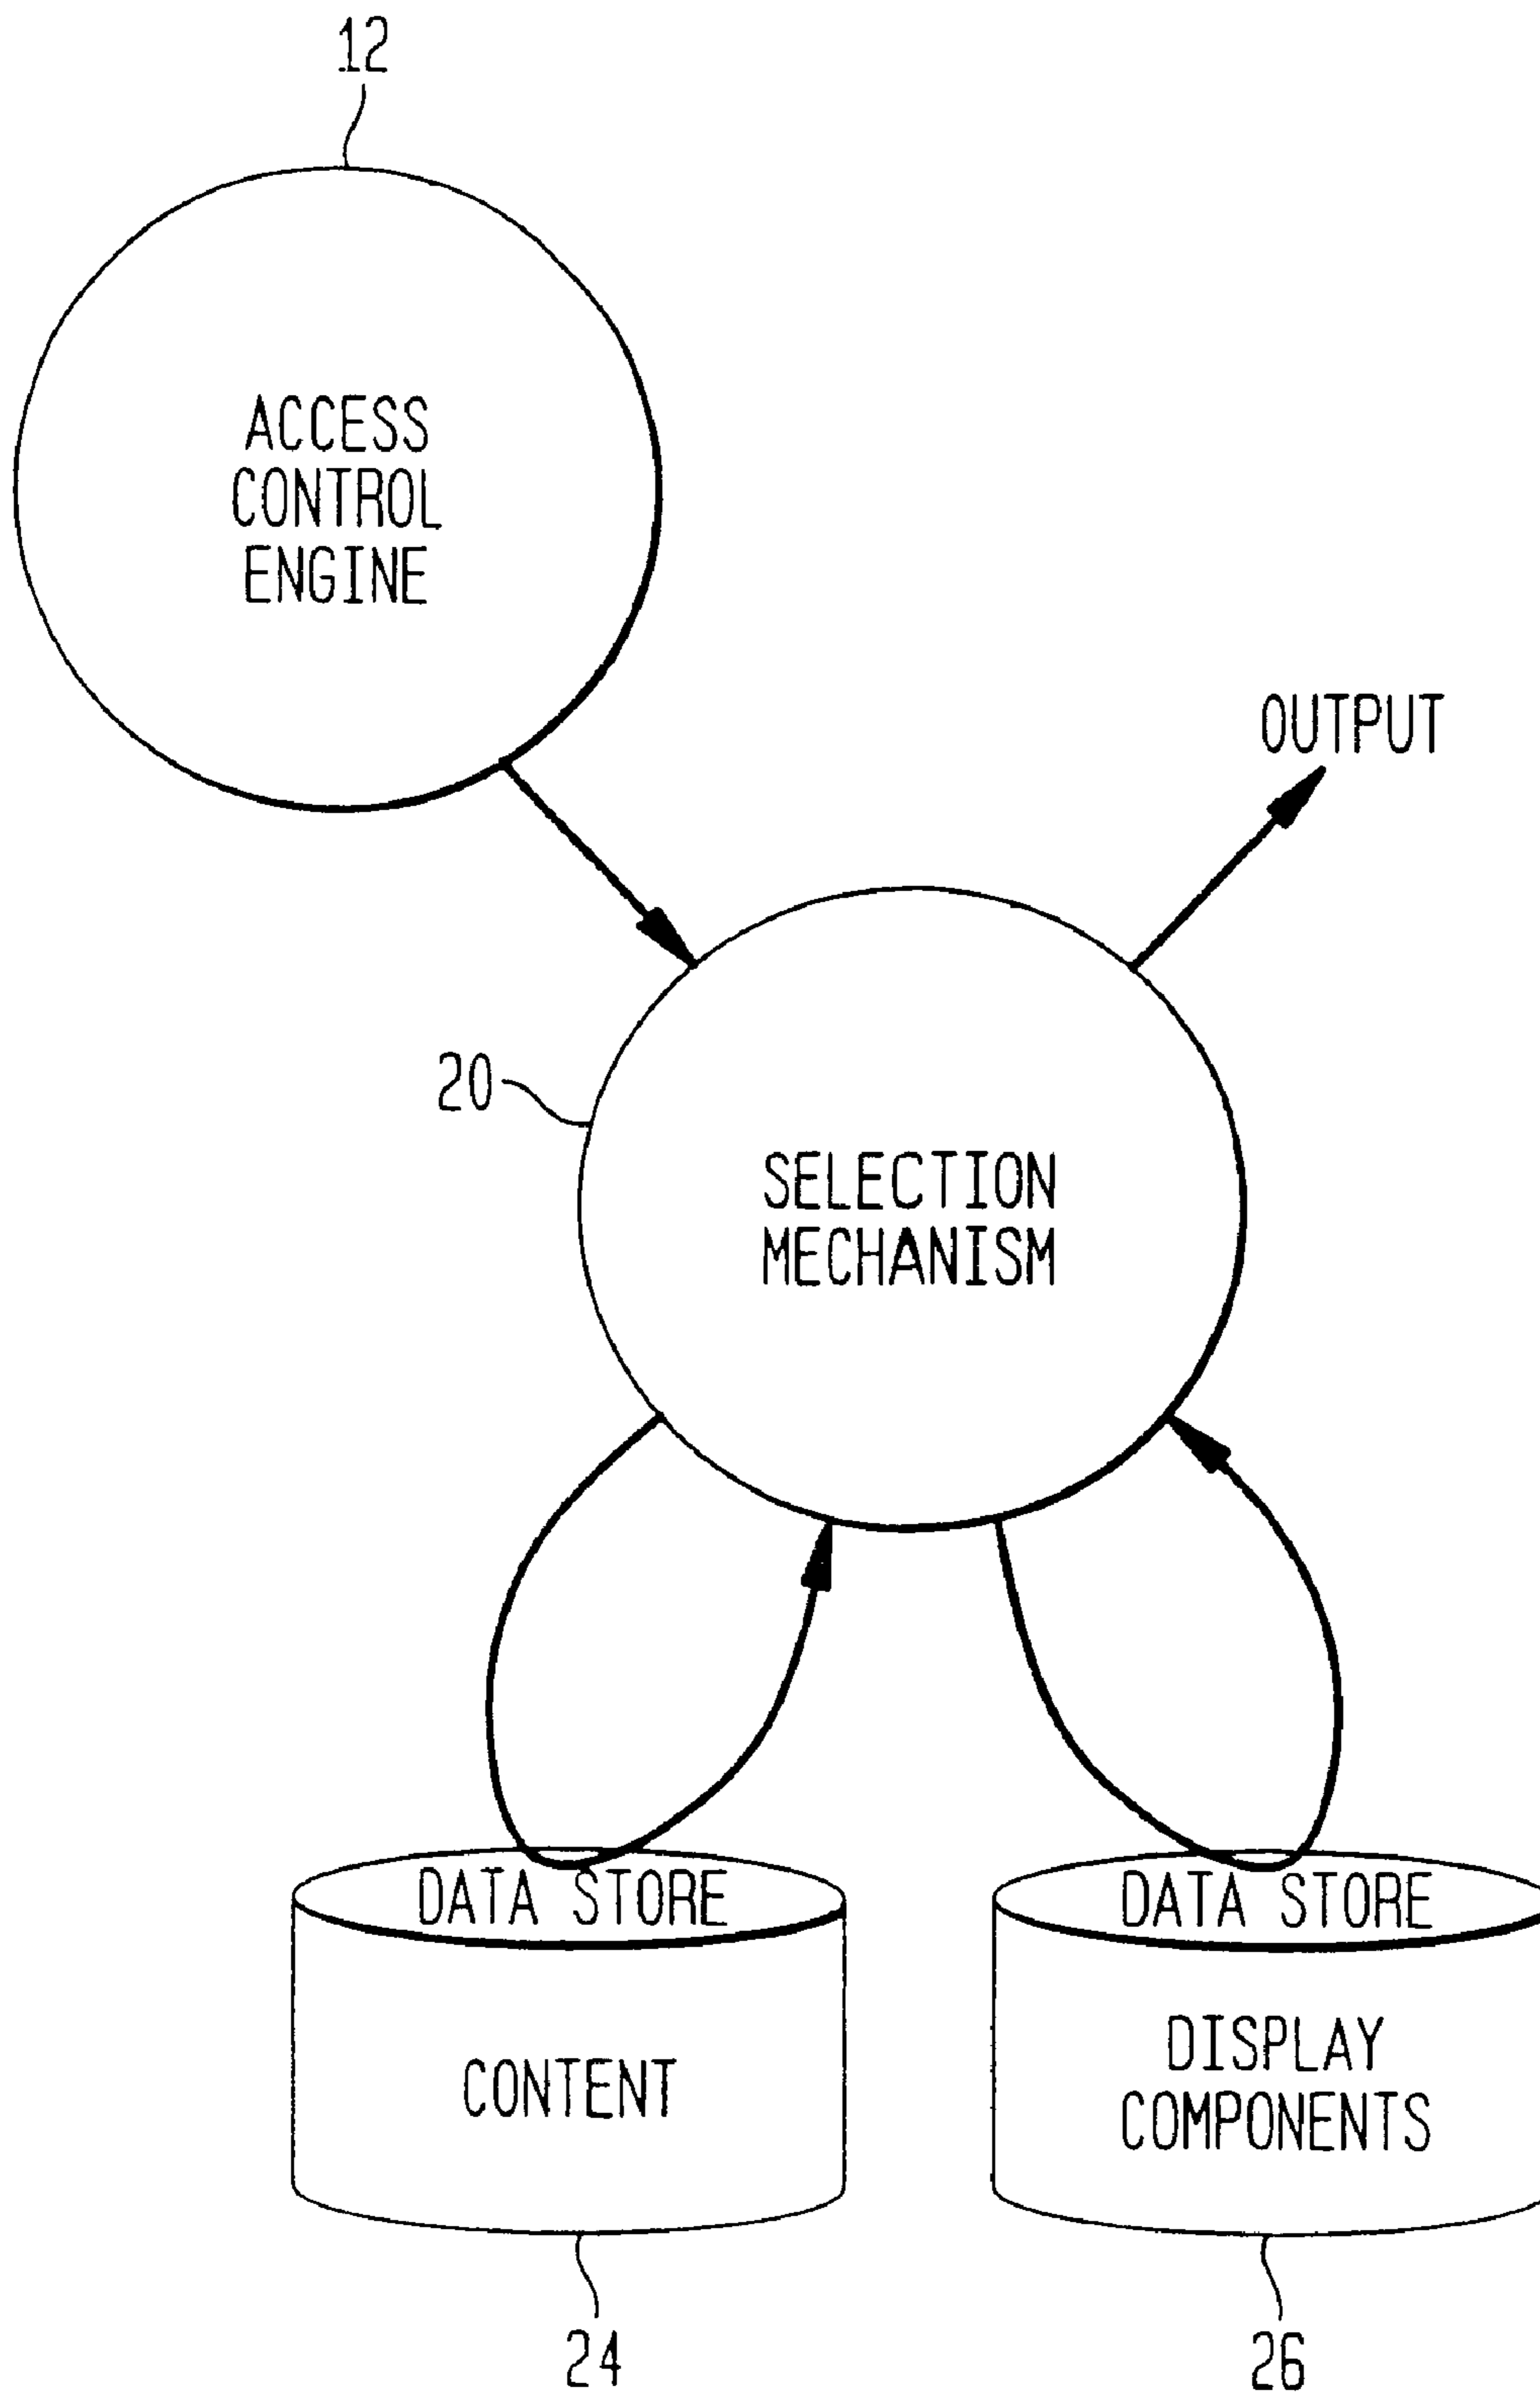 12
ACCESS
CONTROL
ENGINE
OUTPUT
20
SELECTION
MECHANISM
DATA STORE
CONTENT
24
DATA STORE
DISPLAY
COMPONENTS
26